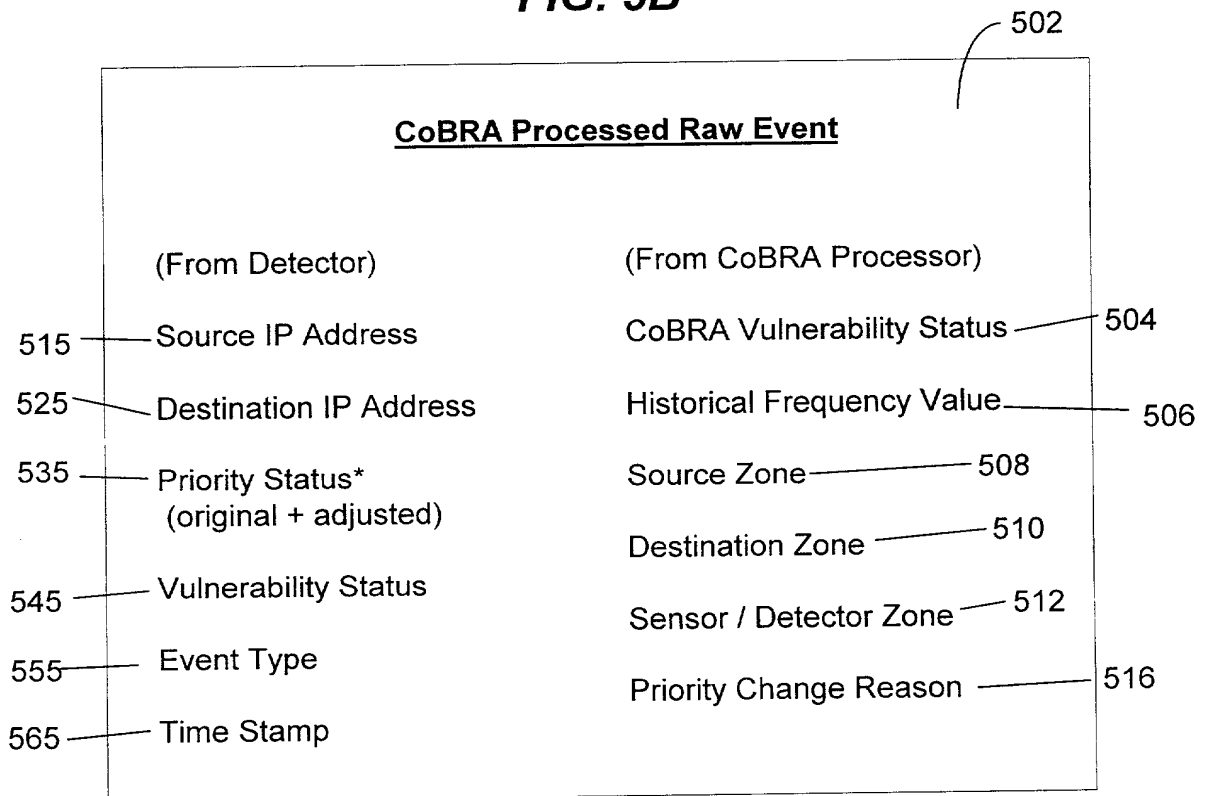 FIG. 5B
502
CoBRA Processed Raw Event
(From Detector)
515 Source IP Address
525 Destination IP Address
535 Priority Status*
(original + adjusted)
545 Vulnerability Status
555 Event Type
565 Time Stamp
(From CoBRA Processor)
CoBRA Vulnerability Status 504
Historical Frequency Value 506
Source Zone 508
Destination Zone 510
Sensor / Detector Zone 512
Priority Change Reason 516